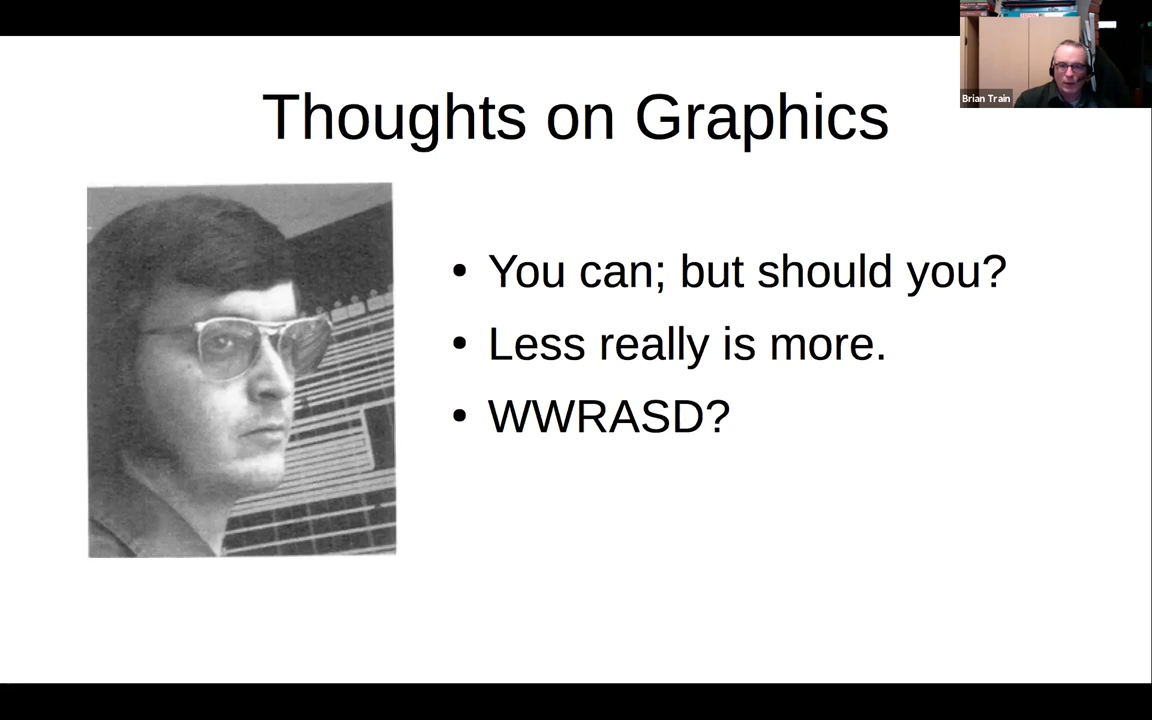 Brian Train
Thoughts on Graphics
• You can; but should you?
• Less really is more.
• WWRASD?